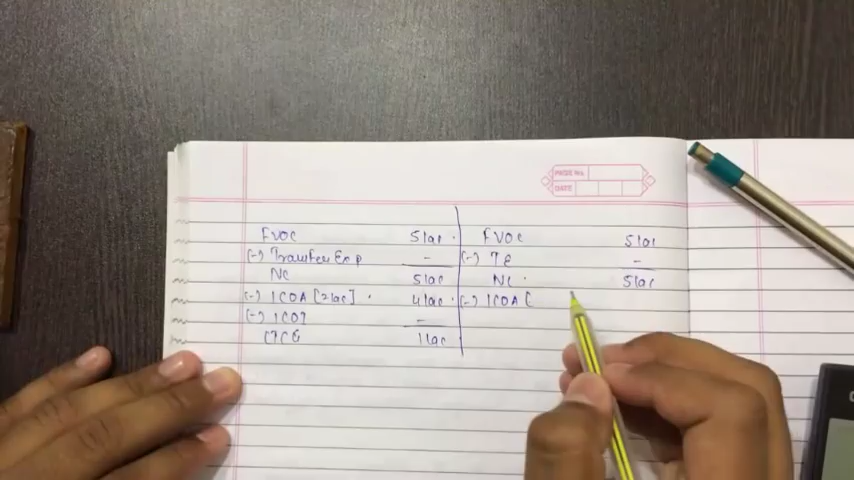 PAGE No.
DATE
FVOC 5lac.
(-) Transfer Exp -
NC 5lac
(-) ICOA [2lac]. 4lac.
(-) ICOI -
1lac
FVOC 5lac
(-) TE -
NC. 5lac
(-) ICOA [